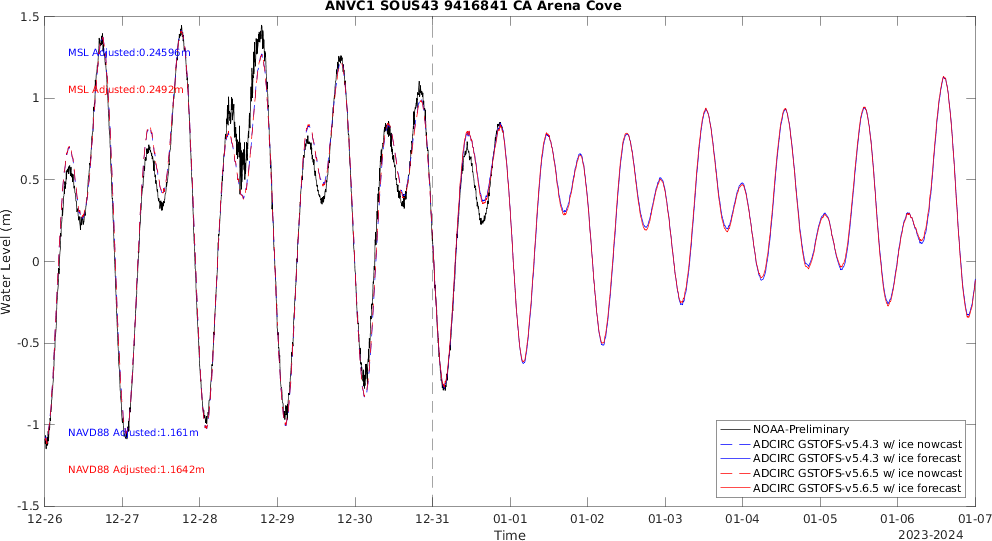 ANVC1 SOUS43 9416841 CA Arena Cove
1.5
1
0.5
0
-0.5
-1
-1.5
Water Level (m)
MSL Adjusted:0.24596m
MSL Adjusted:0.2492m
NAVD88 Adjusted:1.161m
NAVD88 Adjusted:1.1642m
NOAA-Preliminary
ADCIRC GSTOFS-v5.4.3 w/ ice nowcast
ADCIRC GSTOFS-v5.4.3 w/ ice forecast
ADCIRC GSTOFS-v5.6.5 w/ ice nowcast
ADCIRC GSTOFS-v5.6.5 w/ ice forecast
12-26 12-27 12-28 12-29 12-30 12-31 01-01 01-02 01-03 01-04 01-05 01-06 01-07
Time
2023-2024